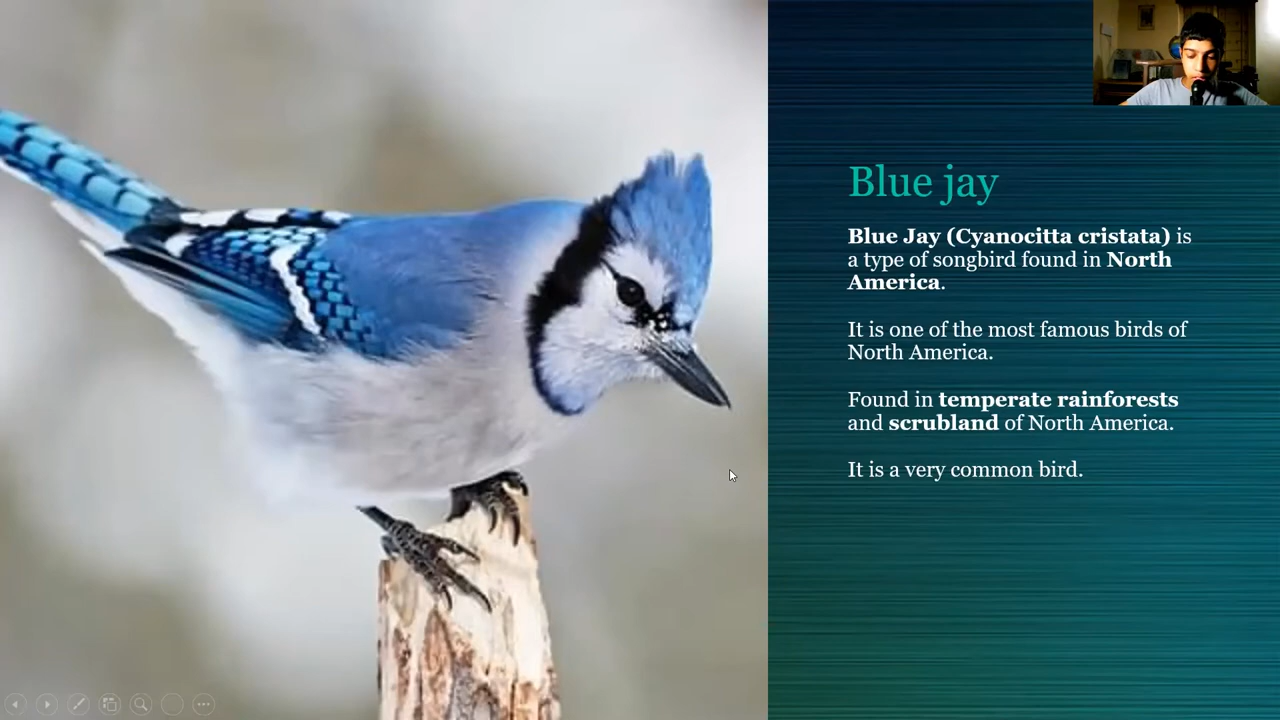 Blue jay
Blue Jay (Cyanocitta cristata) is
a type of songbird found in North
America.
It is one of the most famous birds of
North America.
Found in temperate rainforests
and scrubland of North America.
It is a very common bird.